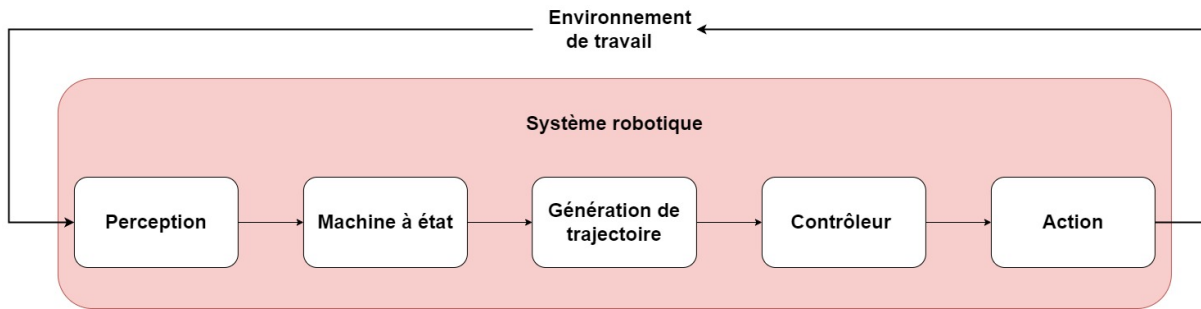 Environnement
de travail
Système robotique
Perception
Machine à état
Génération de
trajectoire
Contrôleur
Action